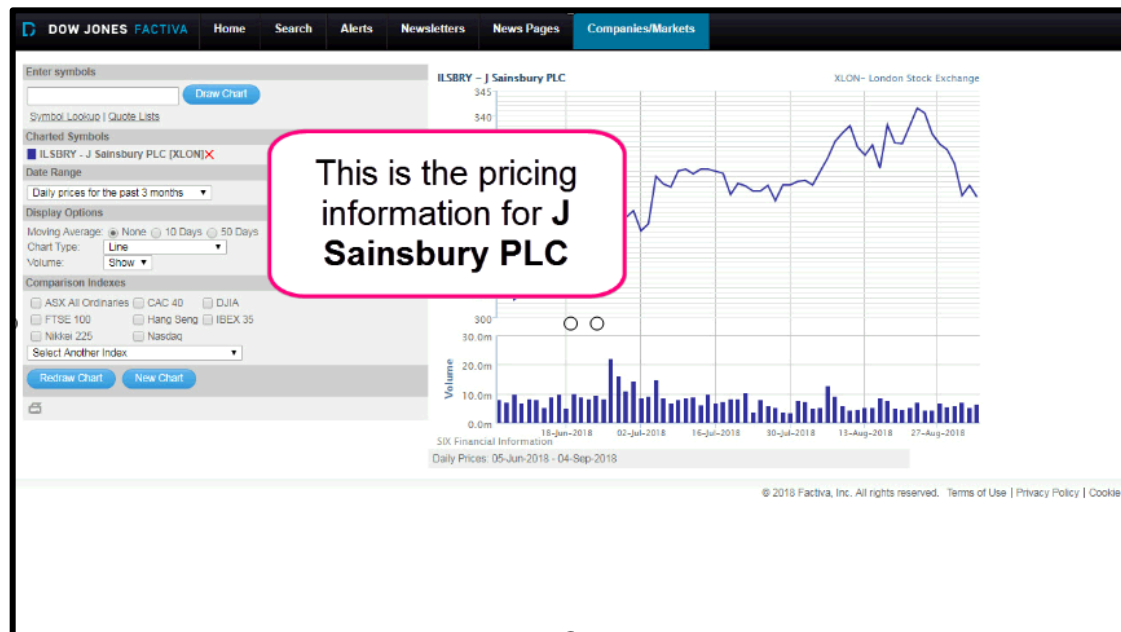 DOW JONES FACTIVA Home Search Alerts Newsletters News Pages Companies/Markets
Enter symbols
Draw Chart
Symbol Lookup | Quote Lists
Charted Symbols
ILSBRY - J Sainsbury PLC [XLON]
Date Range
Daily prices for the past 3 months
Display Options
Moving Average: None 10 Days 50 Days
Chart Type: Line
Volume: Show
Comparison Indexes
ASX All Ordinaries CAC 40 DJIA
FTSE 100 Hang Seng IBEX 35
Nikkei 225 Nasdaq
Select Another Index
Redraw Chart New Chart
ILSBRY – J Sainsbury PLC XLON- London Stock Exchange
345
340
This is the pricing
information for J
Sainsbury PLC
300
30.0m
20.0m
10.0m
0.0m
Volume
18-Jun-2018 02-Jul-2018 16-Jul-2018 30-Jul-2018 13-Aug-2018 27-Aug-2018
SIX Financial Information
Daily Prices: 05-Jun-2018 - 04-Sep-2018
© 2018 Factiva, Inc. All rights reserved. Terms of Use | Privacy Policy | Cookie